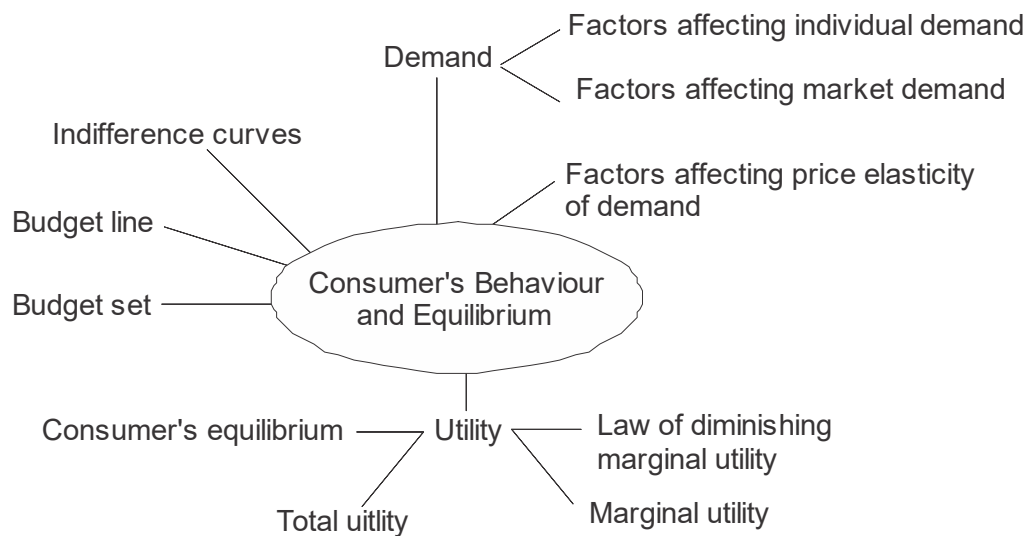 Factors affecting individual demand
Demand
Factors affecting market demand
Indifference curves
Factors affecting price elasticity
of demand
Budget line
Consumer's Behaviour
and Equilibrium
Budget set
Consumer's equilibrium
Utility
Law of diminishing
marginal utility
Total uitlity
Marginal utility